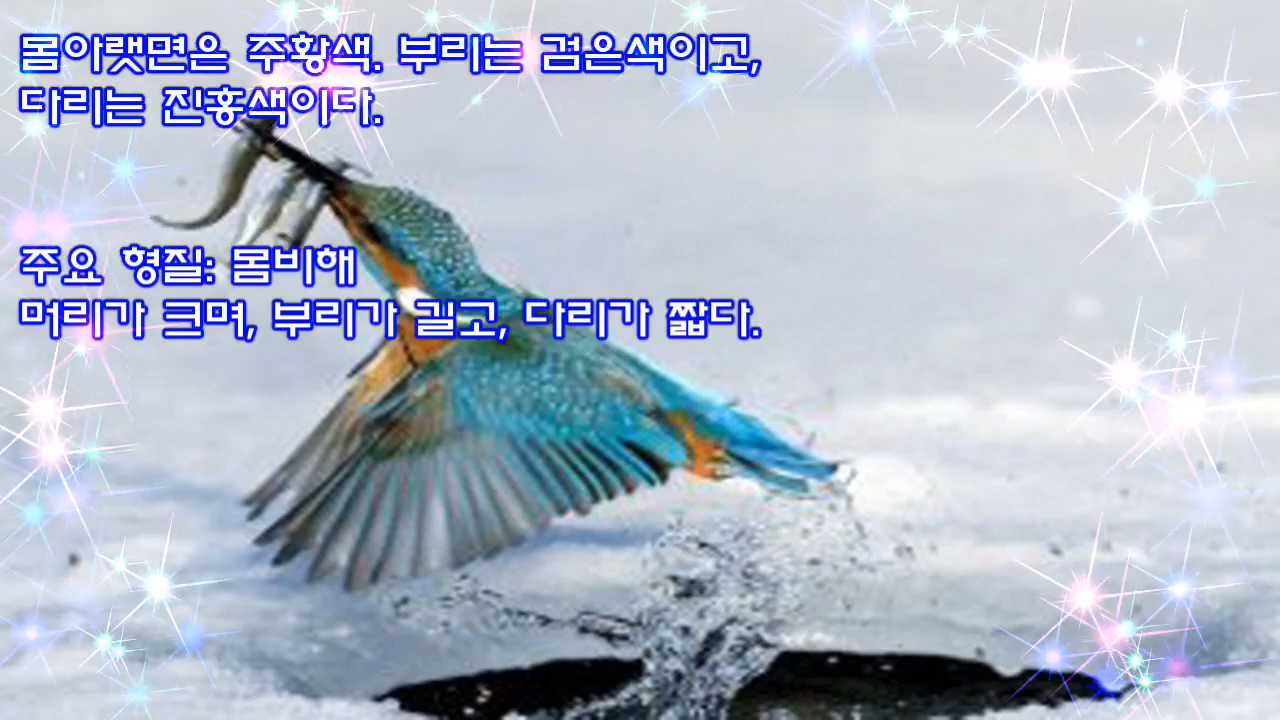 몸아랫면은 주황색. 부리는 검은색이고,
다리는 진홍색이다.
주요 형질: 몸비해
머리가 크며, 부리가 길고, 다리가 짧다.